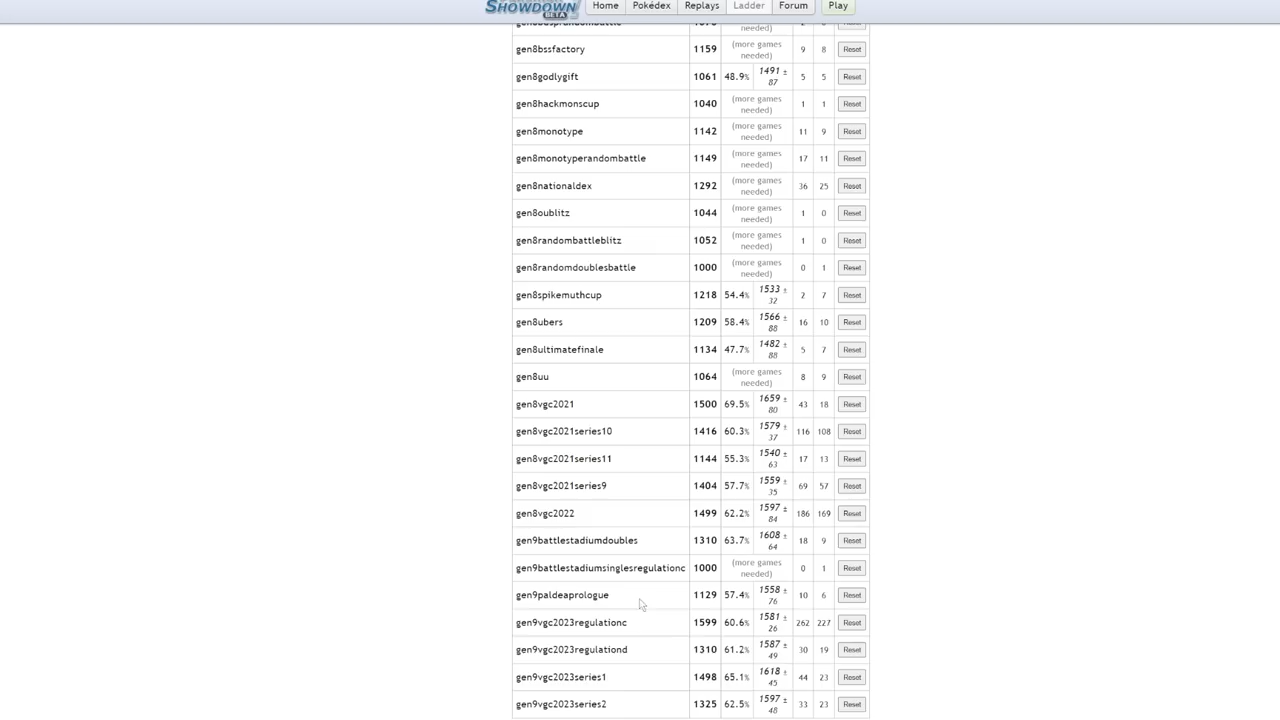 SHOWDOWN
BETA
Home Pokédex Replays Ladder Forum Play
needed)
gen8bssfactory 1159 (more games needed) 9 8 Reset
gen8godlygift 1061 48.9% 1491 ± 87 5 5 Reset
gen8hackmonscup 1040 (more games needed) 1 1 Reset
gen8monotype 1142 (more games needed) 11 9 Reset
gen8monotyperandombattle 1149 (more games needed) 17 11 Reset
gen8nationaldex 1292 (more games needed) 36 25 Reset
gen8oublitz 1044 (more games needed) 1 0 Reset
gen8randombattleblitz 1052 (more games needed) 1 0 Reset
gen8randomdoublesbattle 1000 (more games needed) 0 1 Reset
gen8spikemuthcup 1218 54.4% 1533 ± 32 2 7 Reset
gen8ubers 1209 58.4% 1566 ± 88 16 10 Reset
gen8ultimatefinale 1134 47.7% 1482 ± 88 5 7 Reset
gen8uu 1064 (more games needed) 8 9 Reset
gen8vgc2021 1500 69.5% 1659 ± 80 43 18 Reset
gen8vgc2021series10 1416 60.3% 1579 ± 37 116 108 Reset
gen8vgc2021series11 1144 55.3% 1540 ± 63 17 13 Reset
gen8vgc2021series9 1404 57.7% 1559 ± 35 69 57 Reset
gen8vgc2022 1499 62.2% 1597 ± 84 186 169 Reset
gen9battlestadiumdoubles 1310 63.7% 1608 ± 64 18 9 Reset
gen9battlestadiumsinglesregulationc 1000 (more games needed) 0 1 Reset
gen9paldeaprologue 1129 57.4% 1558 ± 76 10 6 Reset
gen9vgc2023regulationc 1599 60.6% 1581 ± 26 262 227 Reset
gen9vgc2023regulationd 1310 61.2% 1587 ± 49 30 19 Reset
gen9vgc2023series1 1498 65.1% 1618 ± 45 44 23 Reset
gen9vgc2023series2 1325 62.5% 1597 ± 48 33 23 Reset